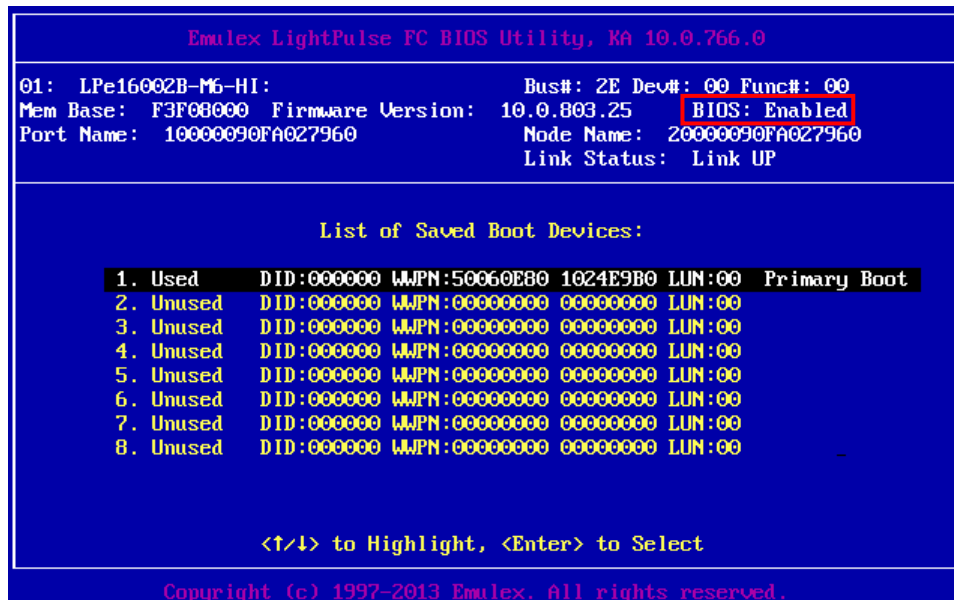 Emulex LightPulse FC BIOS Utility, KA 10.0.766.0
01: LPe16002B-M6-HI: Bus#: 2E Dev#: 00 Func#: 00
Mem Base: F3F08000 Firmware Version: 10.0.803.25 BIOS: Enabled
Port Name: 10000090FA027960 Node Name: 20000090FA027960
Link Status: Link UP
List of Saved Boot Devices:
1. Used DID:000000 WWPN:50060E80 1024E9B0 LUN:00 Primary Boot
2. Unused DID:000000 WWPN:00000000 00000000 LUN:00
3. Unused DID:000000 WWPN:00000000 00000000 LUN:00
4. Unused DID:000000 WWPN:00000000 00000000 LUN:00
5. Unused DID:000000 WWPN:00000000 00000000 LUN:00
6. Unused DID:000000 WWPN:00000000 00000000 LUN:00
7. Unused DID:000000 WWPN:00000000 00000000 LUN:00
8. Unused DID:000000 WWPN:00000000 00000000 LUN:00
<↑/↓> to Highlight, <Enter> to Select
Copyright (c) 1997-2013 Emulex. All rights reserved.